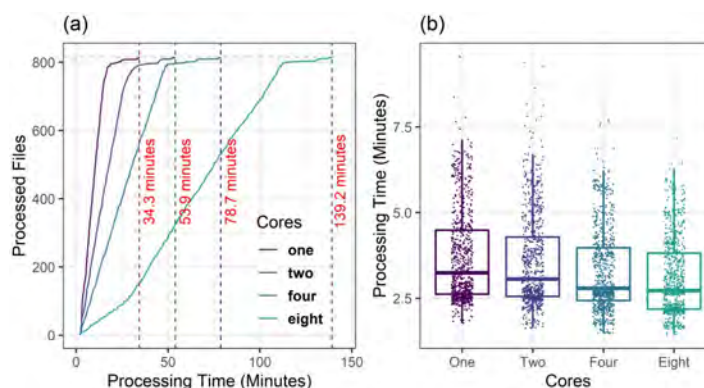 (a)
(b)
Processed Files
800
600
400
200
0
34.3 minutes
53.9 minutes
78.7 minutes
139.2 minutes
Cores
one
two
four
eight
0
50
100
150
Processing Time (Minutes)
Processing Time (Minutes)
7.5
5.0
2.5
One
Two
Four
Eight
Cores